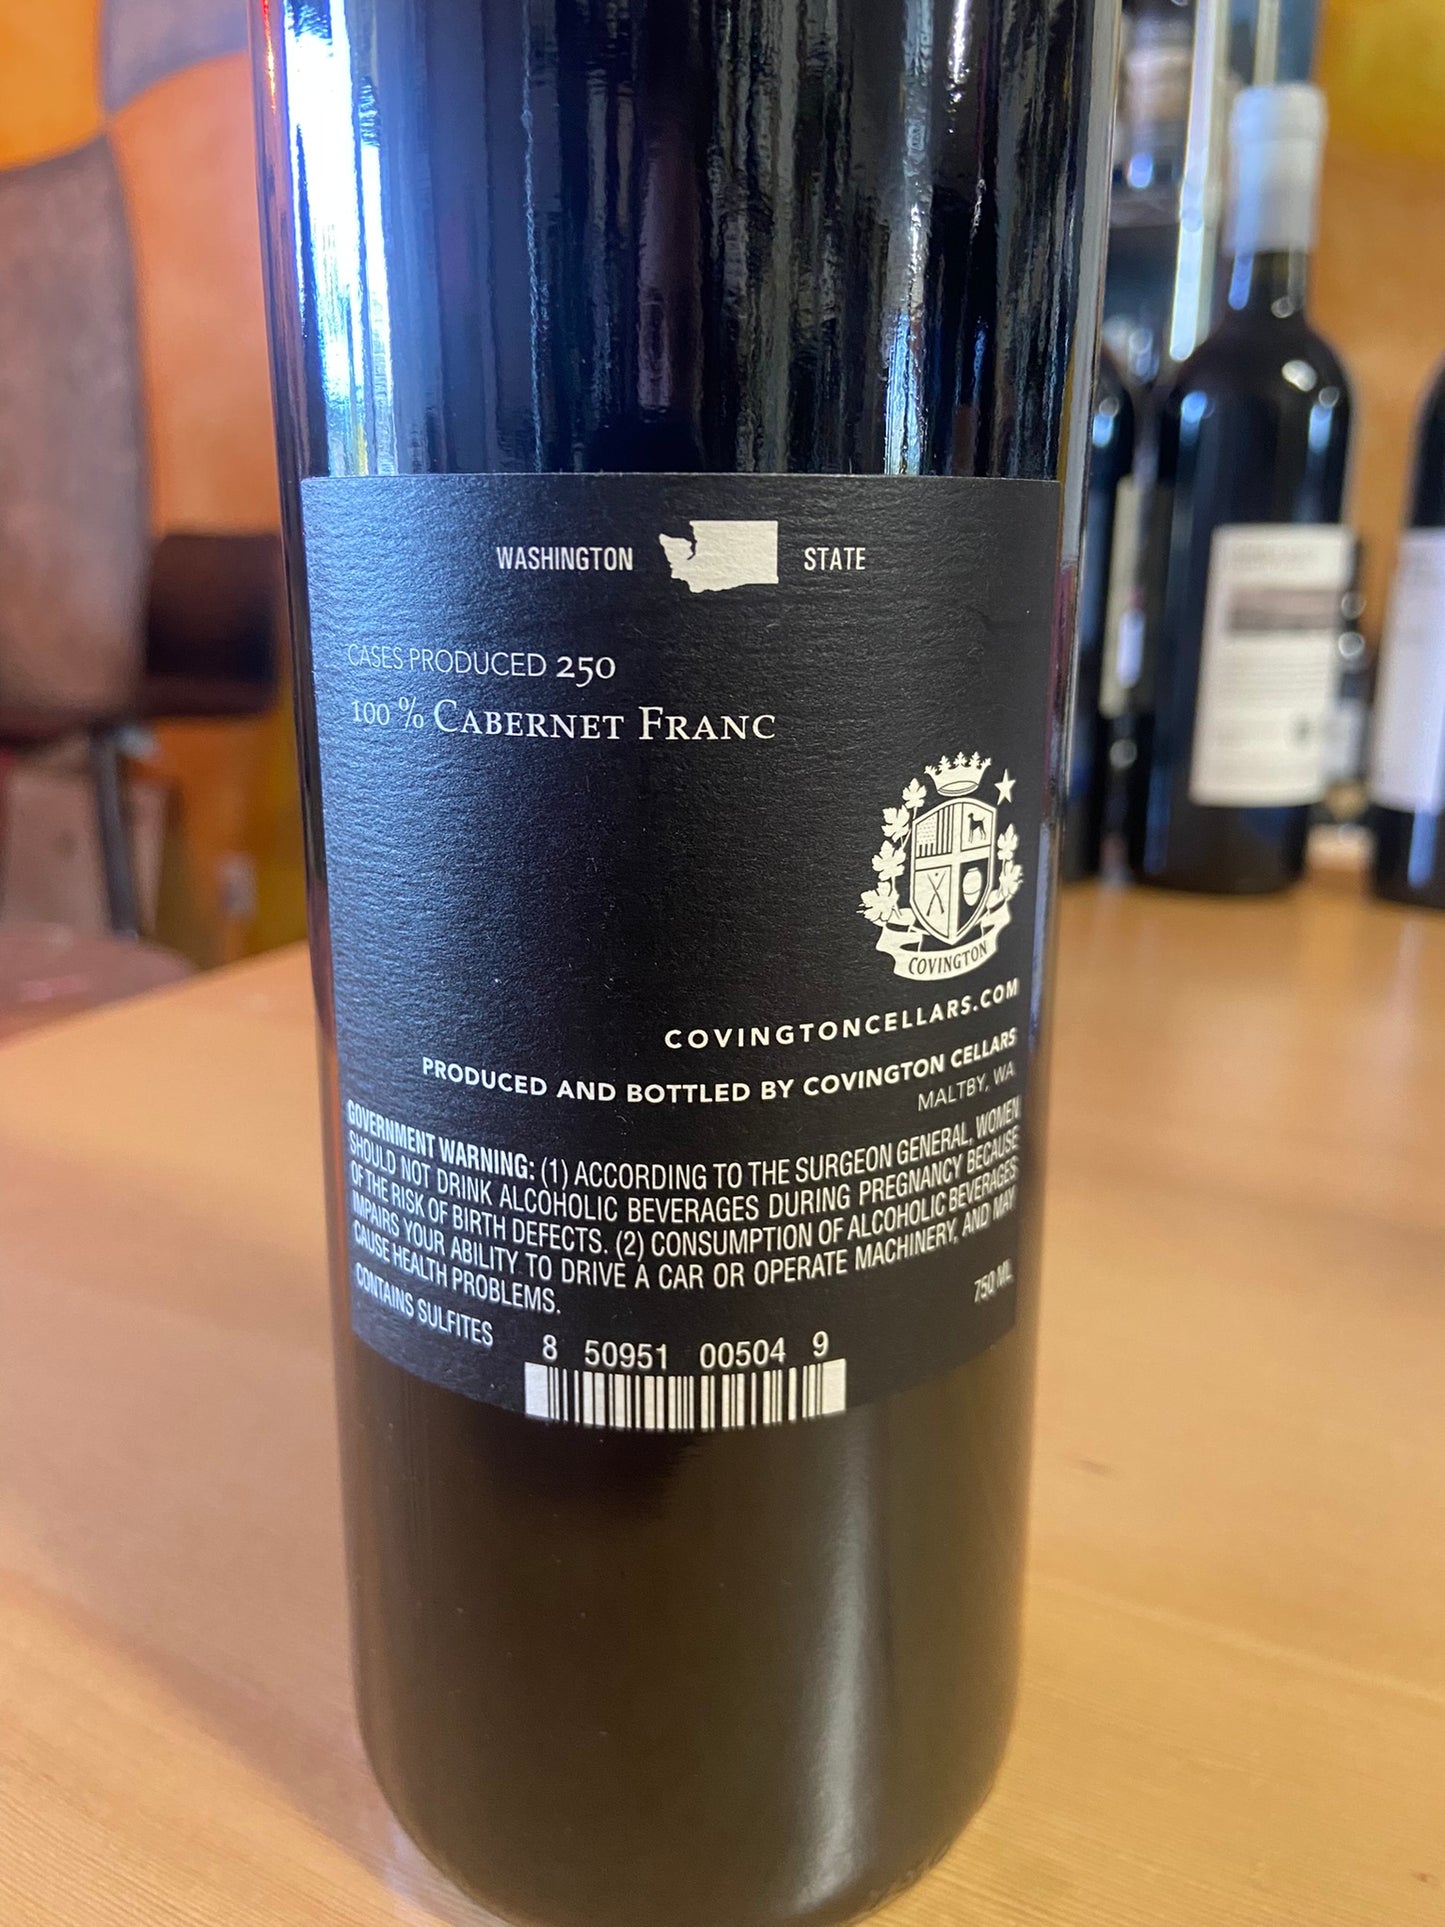 WASHINGTON STATE
CASES PRODUCED 250
100 % CABERNET FRANC
COVINGTON
COVINGTONCELLARS.COM
PRODUCED AND BOTTLED BY COVINGTON CELLARS
MALTBY, WA
GOVERNMENT WARNING: (1) ACCORDING TO THE SURGEON GENERAL, WOMEN
SHOULD NOT DRINK ALCOHOLIC BEVERAGES DURING PREGNANCY BECAUSE
OF THE RISK OF BIRTH DEFECTS. (2) CONSUMPTION OF ALCOHOLIC BEVERAGES
IMPAIRS YOUR ABILITY TO DRIVE A CAR OR OPERATE MACHINERY, AND MAY
CAUSE HEALTH PROBLEMS.
750 ML
CONTAINS SULFITES
8 50951 00504 9